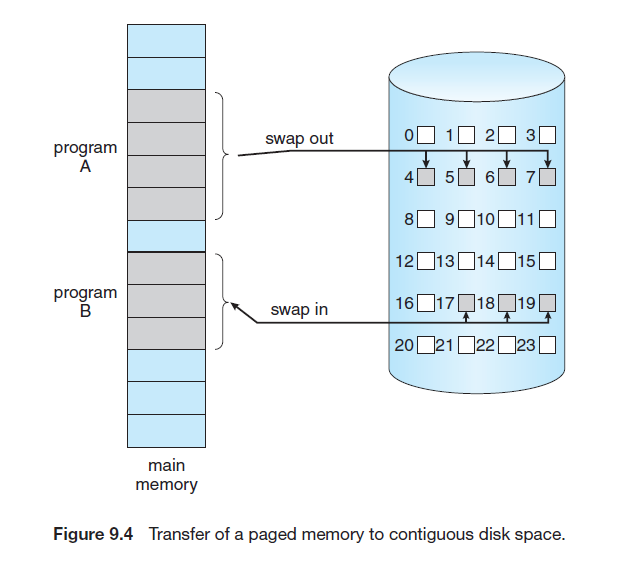 program
A
swap out
0 1 2 3
4 5 6 7
8 9 10 11
12 13 14 15
program
B
swap in
16 17 18 19
20 21 22 23
main
memory
Figure 9.4 Transfer of a paged memory to contiguous disk space.